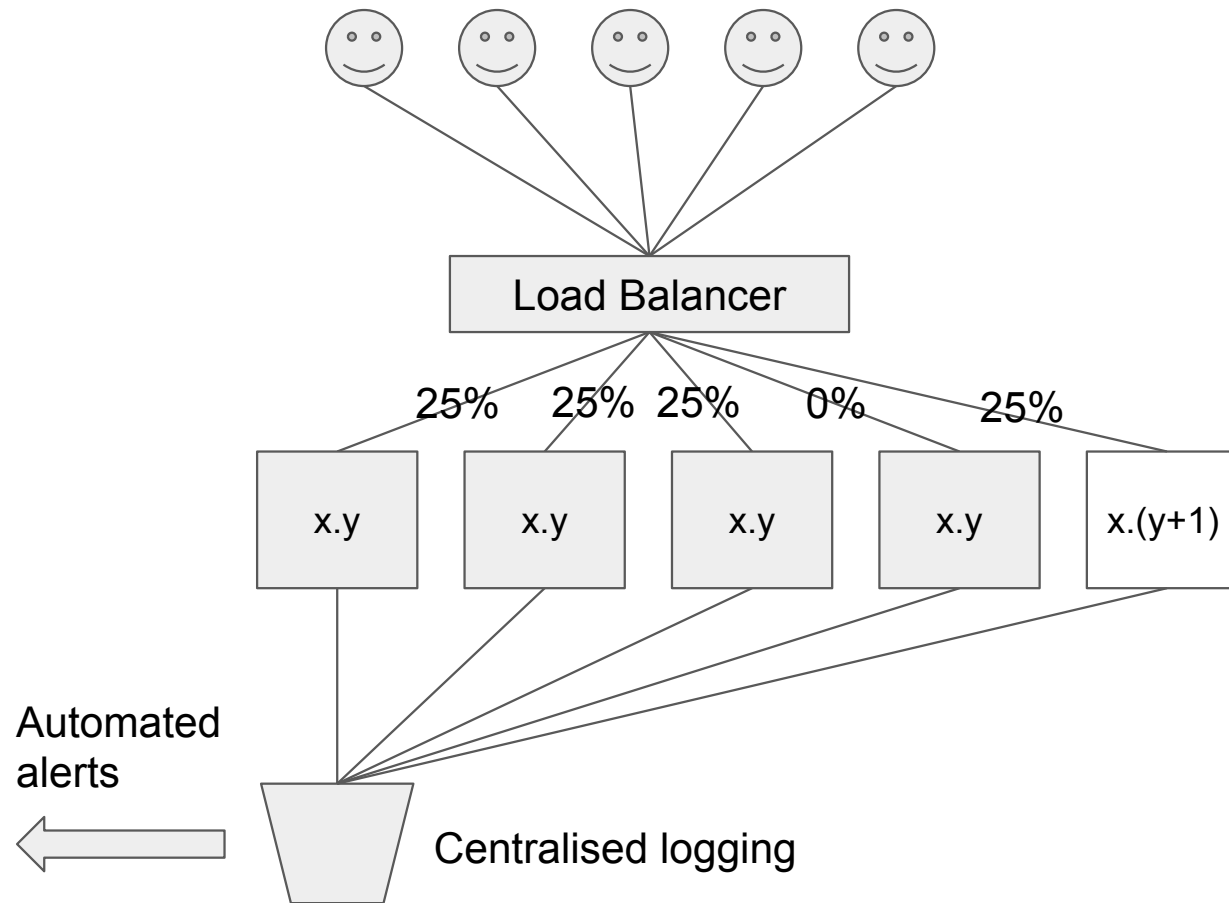 Load Balancer
25% 25% 25% 0% 25%
x.y x.y x.y x.y x.(y+1)
Automated
alerts
Centralised logging